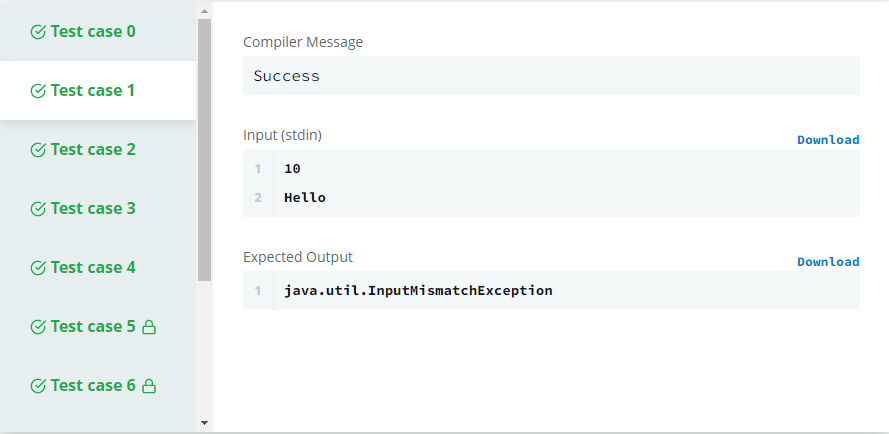 Test case 0
Test case 1
Test case 2
Test case 3
Test case 4
Test case 5
Test case 6
Compiler Message
Success
Input (stdin)
Download
1 10
2 Hello
Expected Output
Download
1 java.util.InputMismatchException